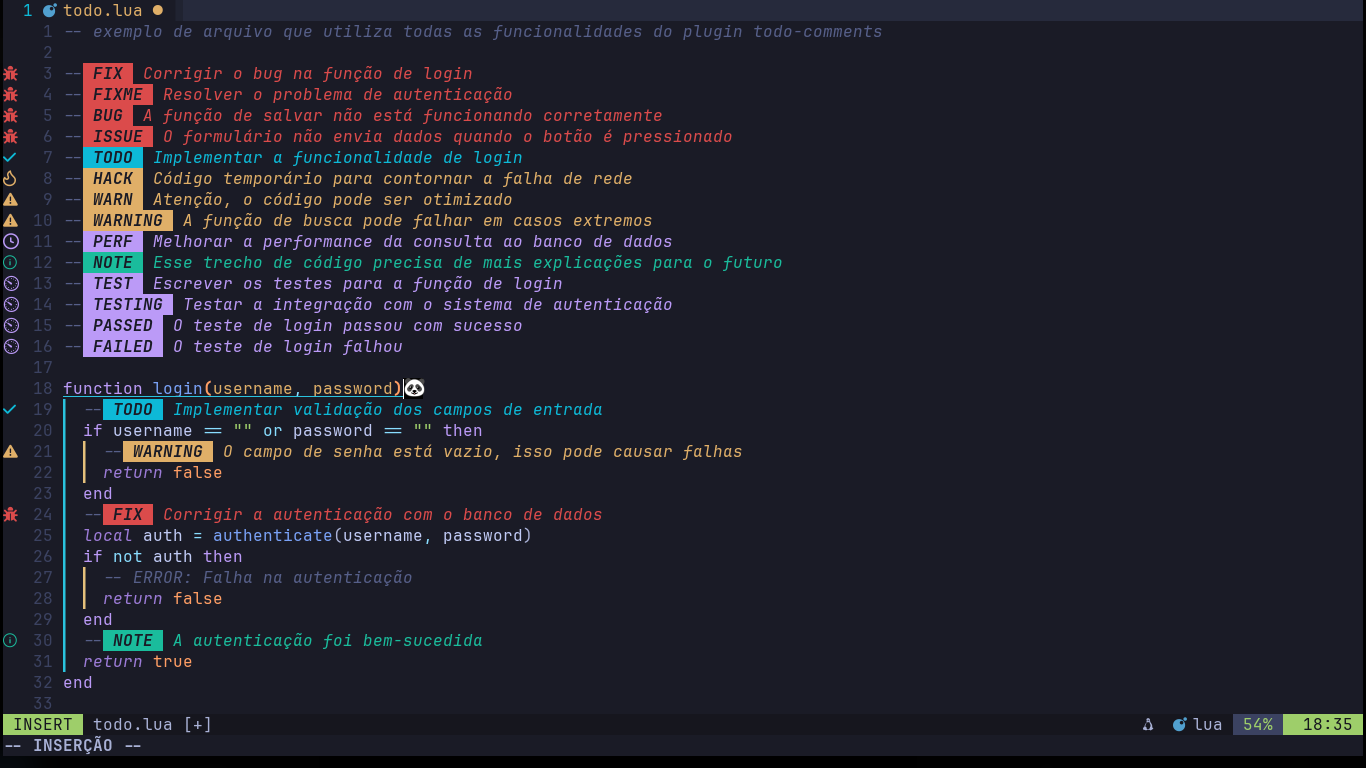 1 todo.lua ●
1 -- exemplo de arquivo que utiliza todas as funcionalidades do plugin todo-comments
2
3 -- FIX Corrigir o bug na função de login
4 -- FIXME Resolver o problema de autenticação
5 -- BUG A função de salvar não está funcionando corretamente
6 -- ISSUE O formulário não envia dados quando o botão é pressionado
7 -- TODO Implementar a funcionalidade de login
8 -- HACK Código temporário para contornar a falha de rede
9 -- WARN Atenção, o código pode ser otimizado
10 -- WARNING A função de busca pode falhar em casos extremos
11 -- PERF Melhorar a performance da consulta ao banco de dados
12 -- NOTE Esse trecho de código precisa de mais explicações para o futuro
13 -- TEST Escrever os testes para a função de login
14 -- TESTING Testar a integração com o sistema de autenticação
15 -- PASSED O teste de login passou com sucesso
16 -- FAILED O teste de login falhou
17
18 function login(username, password)🐼
19 -- TODO Implementar validação dos campos de entrada
20 if username == "" or password == "" then
21 -- WARNING O campo de senha está vazio, isso pode causar falhas
22 return false
23 end
24 -- FIX Corrigir a autenticação com o banco de dados
25 local auth = authenticate(username, password)
26 if not auth then
27 -- ERROR: Falha na autenticação
28 return false
29 end
30 -- NOTE A autenticação foi bem-sucedida
31 return true
32 end
33
INSERT todo.lua [+] lua 54% 18:35
-- INSERÇÃO --